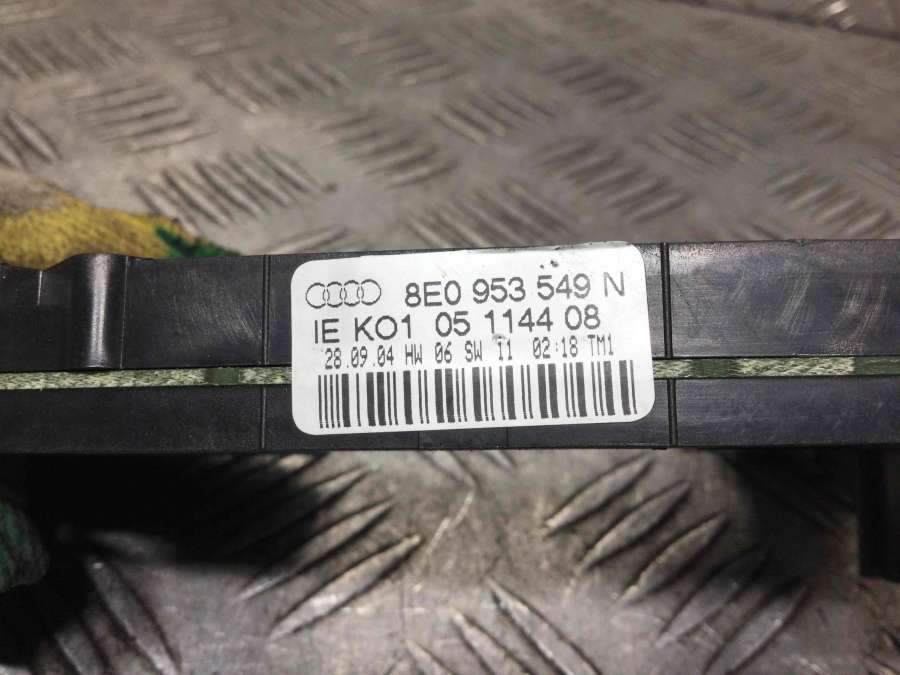 8E0 953 549 N
IE KO1 05 1144 08
28.09.04 HW 06 SW 11 02:18 TM1